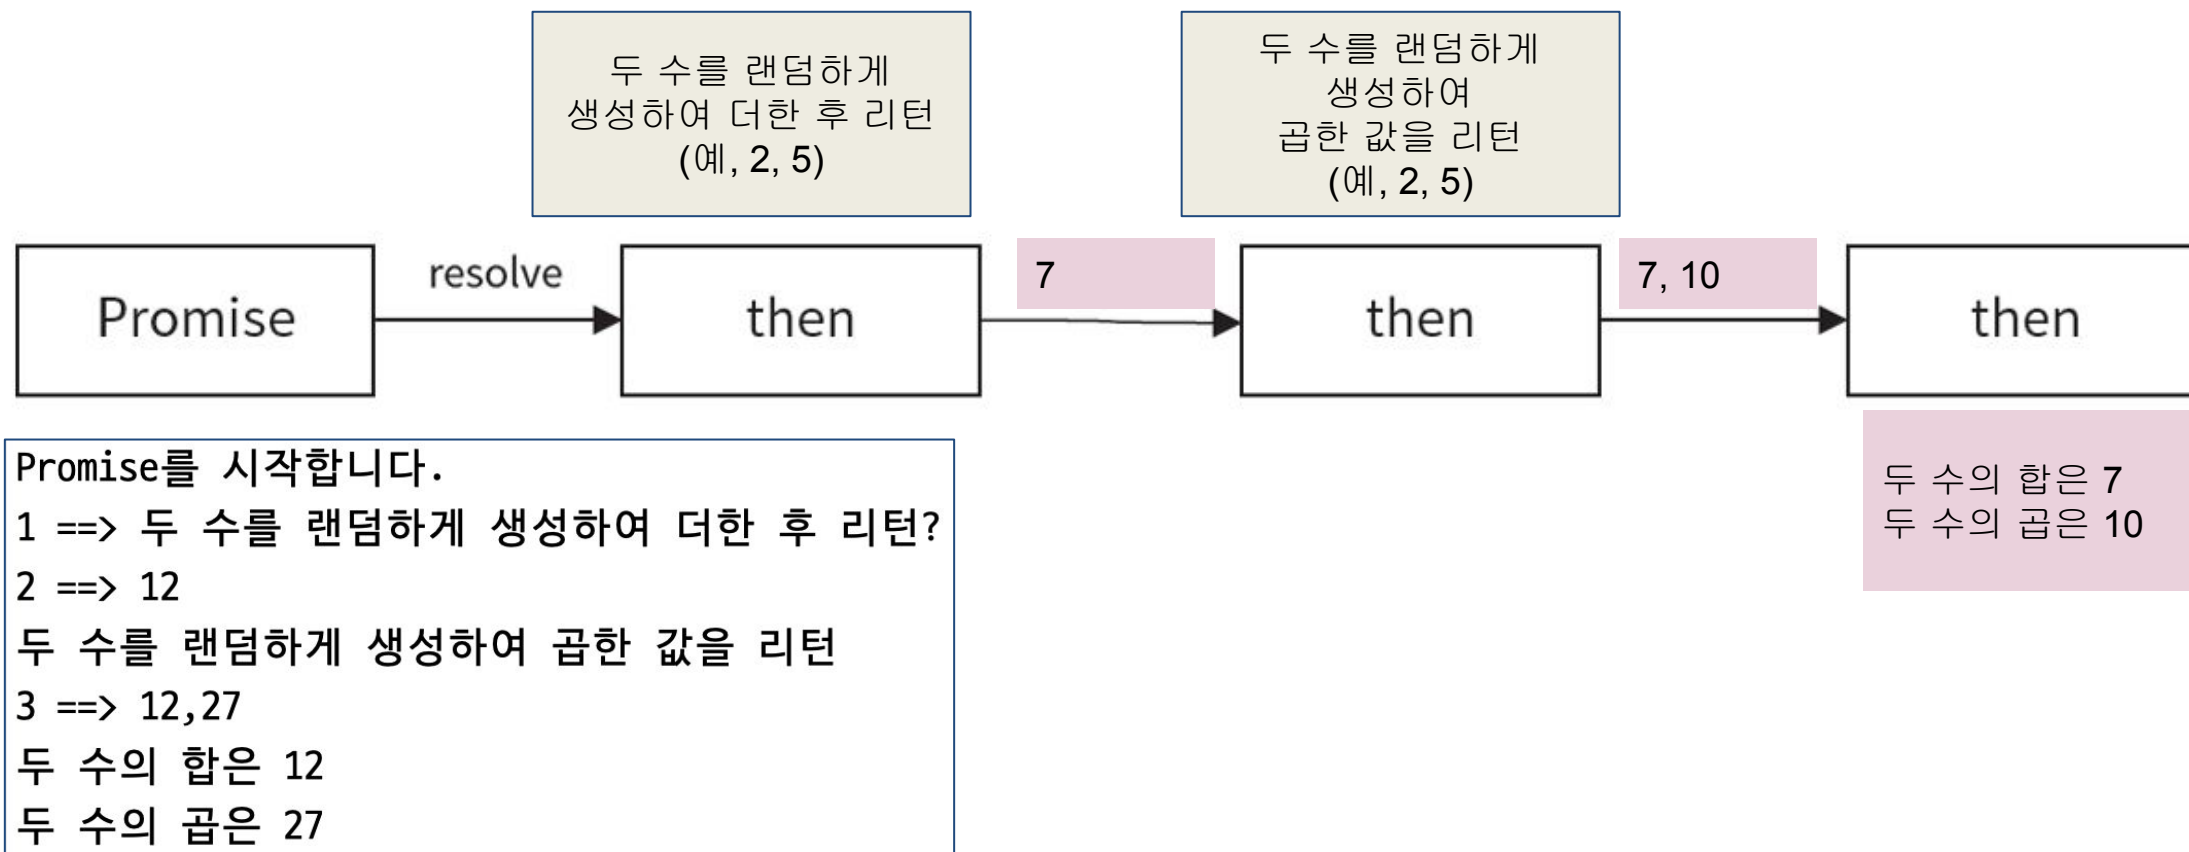 두 수를 랜덤하게
생성하여 더한 후 리턴
(예, 2, 5)
두 수를 랜덤하게
생성하여
곱한 값을 리턴
(예, 2, 5)
Promise
resolve
then
7
then
7, 10
then
두 수의 합은 7
두 수의 곱은 10
Promise를 시작합니다.
1 ==> 두 수를 랜덤하게 생성하여 더한 후 리턴?
2 ==> 12
두 수를 랜덤하게 생성하여 곱한 값을 리턴
3 ==> 12,27
두 수의 합은 12
두 수의 곱은 27